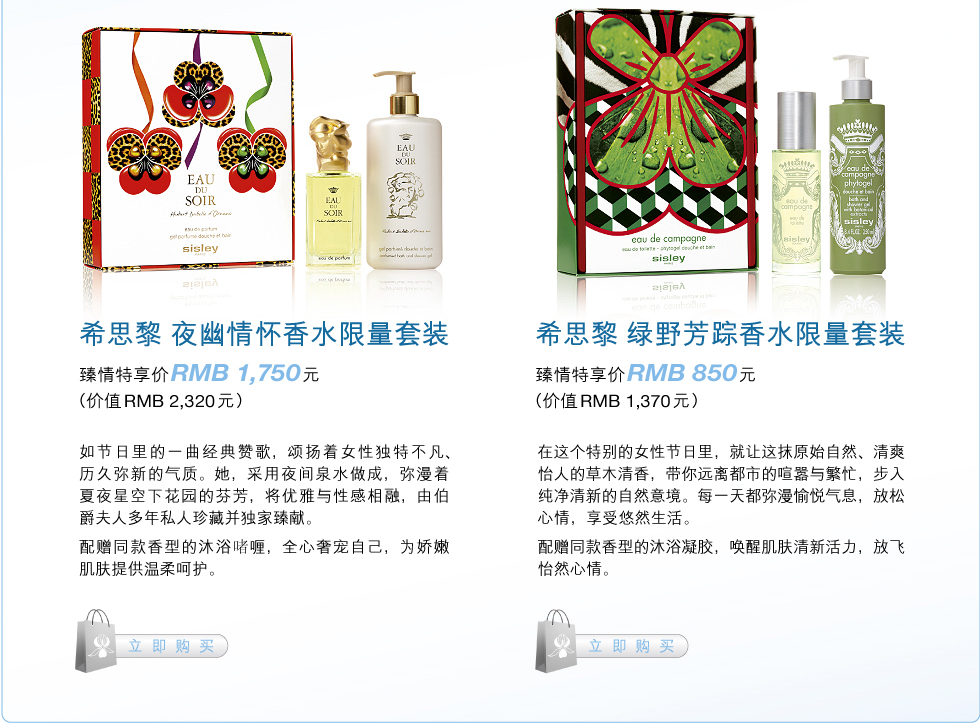 EAU
DU
SOIR
Hubert Isabelle d'Ornano
eau de parfum
gel parfumé douche et bain
sisley
PARIS
EAU
DU
SOIR
eau de parfum
EAU
DU
SOIR
gel parfumé douche et bain
perfumed bath and shower gel
eau de campagne
eau de toilette - phytogel douche et bain
sisley
PARIS
eau de
campagne
eau de
toilette
sisley
eau de
campagne
phytogel
douche et bain
bath and
shower gel
with botanical
extracts
sisley
希思黎 夜幽情怀香水限量套装
臻情特享价RMB 1,750元
（价值RMB 2,320元）
如节日里的一曲经典赞歌，颂扬着女性独特不凡、
历久弥新的气质。她，采用夜间泉水做成，弥漫着
夏夜星空下花园的芬芳，将优雅与性感相融，由伯
爵夫人多年私人珍藏并独家臻献。
配赠同款香型的沐浴啫喱，全心奢宠自己，为娇嫩
肌肤提供温柔呵护。
立即购买
希思黎 绿野芳踪香水限量套装
臻情特享价RMB 850元
（价值RMB 1,370元）
在这个特别的女性节日里，就让这抹原始自然、清爽
怡人的草木清香，带你远离都市的喧嚣与繁忙，步入
纯净清新的自然意境。每一天都弥漫愉悦气息，放松
心情，享受悠然生活。
配赠同款香型的沐浴凝胶，唤醒肌肤清新活力，放飞
怡然心情。
立即购买